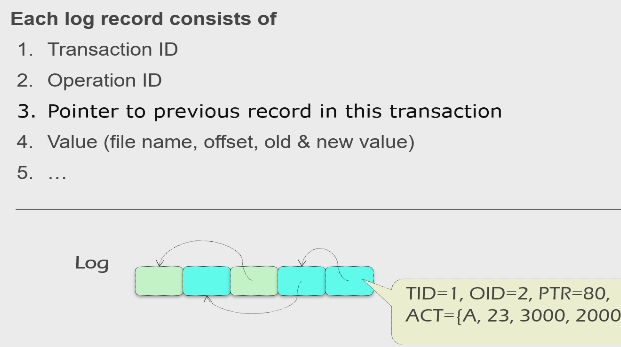 Each log record consists of
1. Transaction ID
2. Operation ID
3. Pointer to previous record in this transaction
4. Value (file name, offset, old & new value)
5. …
Log
TID=1, OID=2, PTR=80,
ACT={A, 23, 3000, 2000